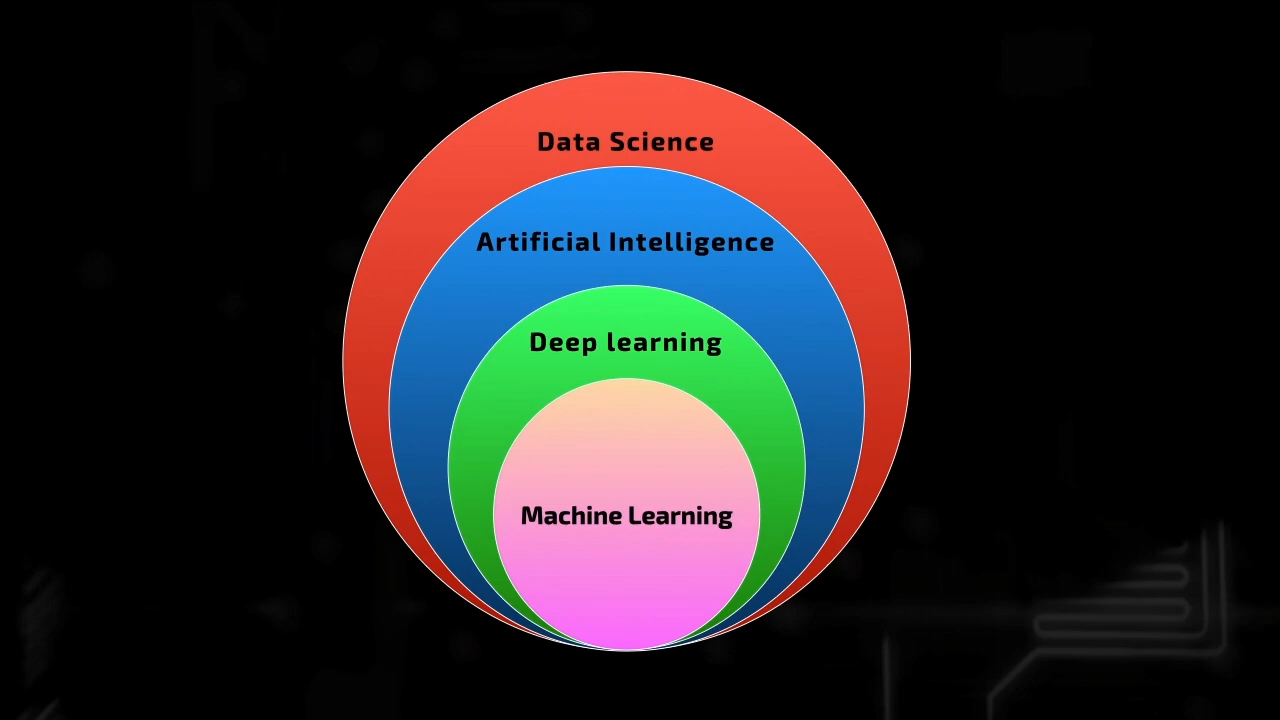 Data Science
Artificial Intelligence
Deep learning
Machine Learning